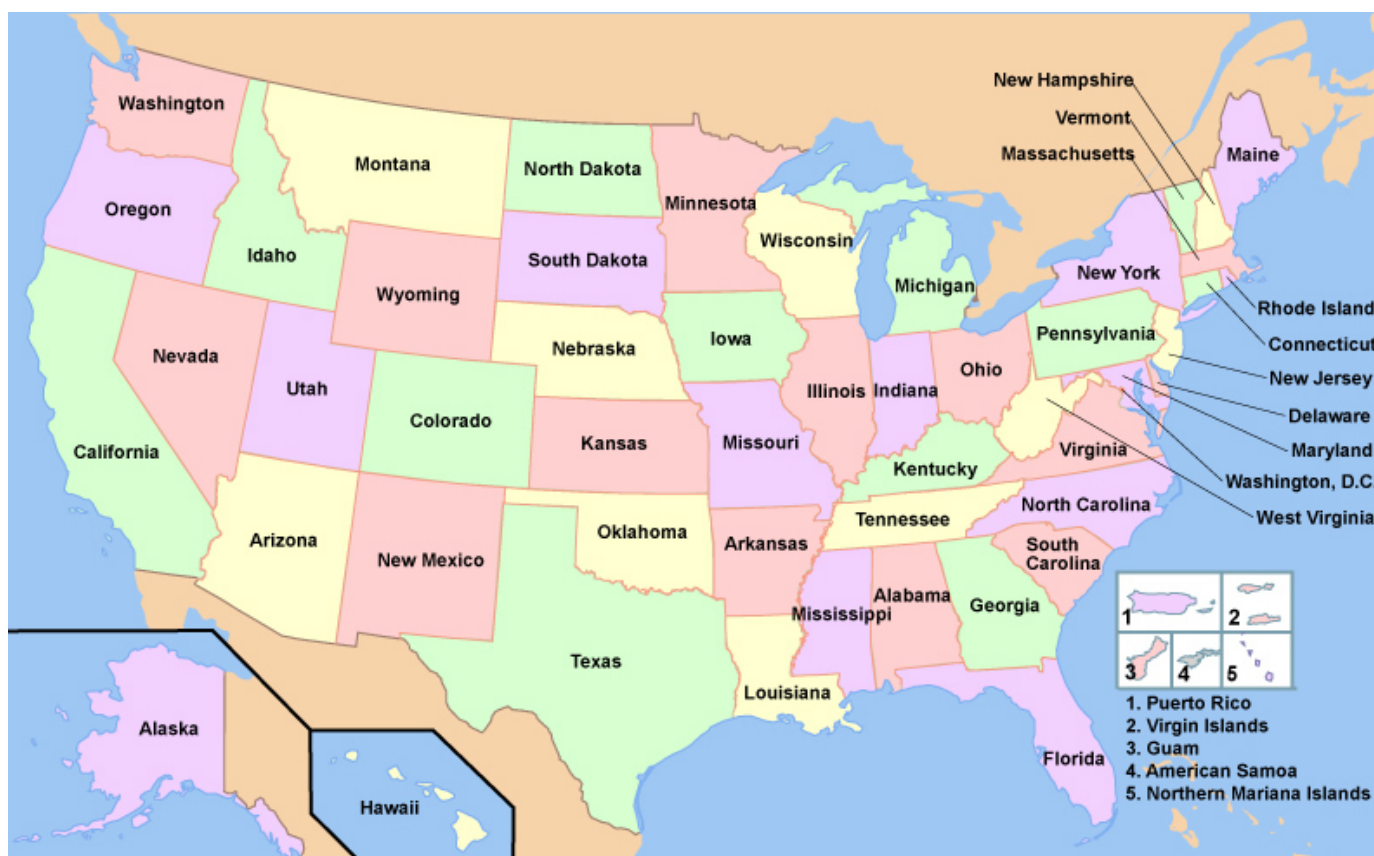 New Hampshire
Vermont
Massachusetts
Washington
Montana
North Dakota
Minnesota
Maine
Oregon
Idaho
Wyoming
South Dakota
Wisconsin
Michigan
New York
Rhode Island
Connecticut
New Jersey
Delaware
Maryland
Washington, D.C.
West Virginia
Nevada
Utah
Colorado
Nebraska
Iowa
Illinois
Indiana
Ohio
Pennsylvania
California
Kansas
Missouri
Kentucky
Virginia
Arizona
New Mexico
Oklahoma
Arkansas
Tennessee
North Carolina
South
Carolina
Texas
Louisiana
Mississippi
Alabama
Georgia
Florida
Alaska
Hawaii
1
2
3
4
5
1. Puerto Rico
2. Virgin Islands
3. Guam
4. American Samoa
5. Northern Mariana Islands